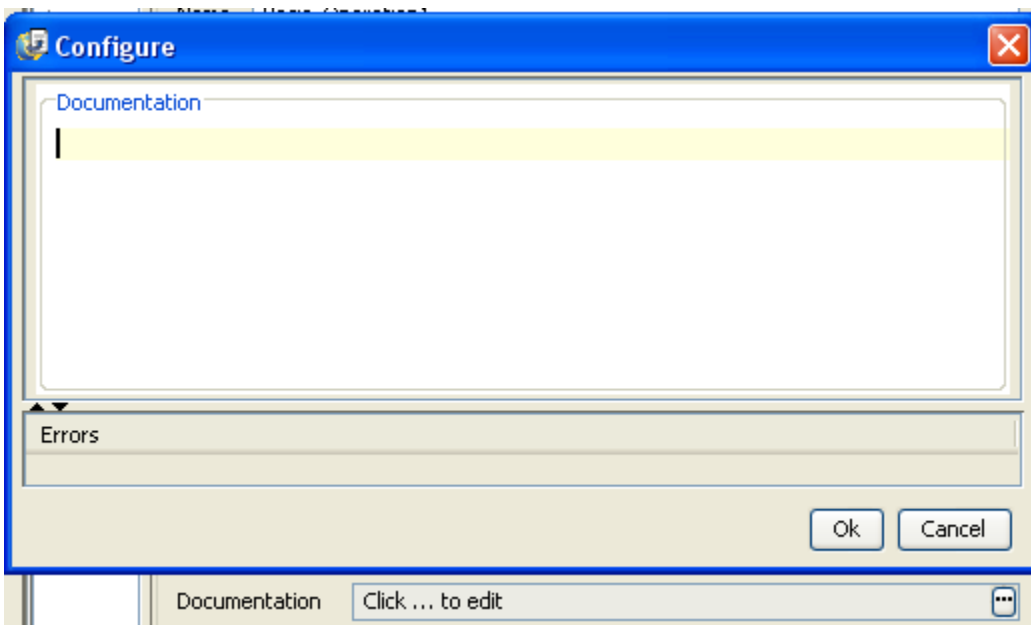 Configure
Documentation
Errors
Ok Cancel
Documentation Click ... to edit